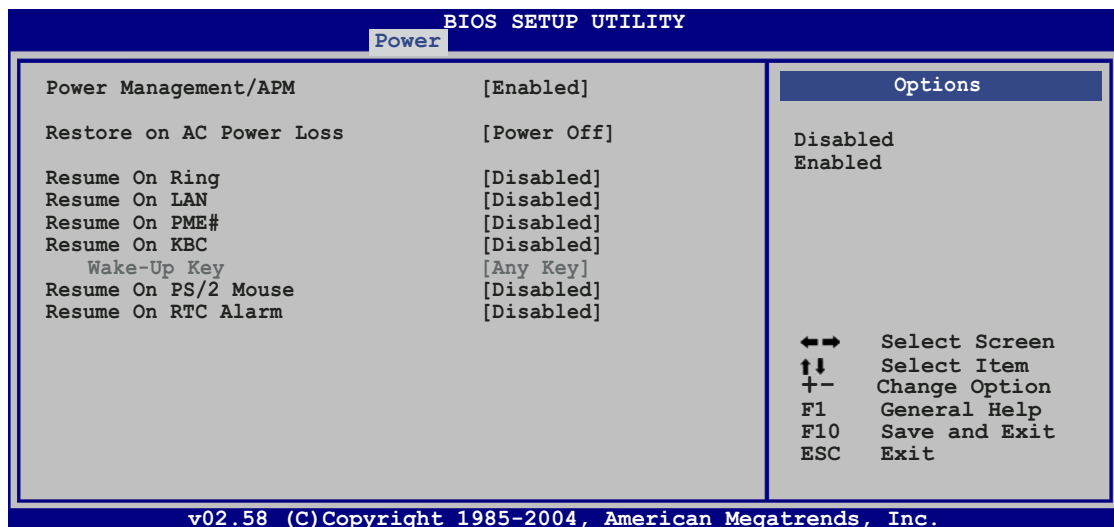 BIOS SETUP UTILITY
Power
Power Management/APM [Enabled]
Restore on AC Power Loss [Power Off]
Resume On Ring [Disabled]
Resume On LAN [Disabled]
Resume On PME# [Disabled]
Resume On KBC [Disabled]
Wake-Up Key [Any Key]
Resume On PS/2 Mouse [Disabled]
Resume On RTC Alarm [Disabled]
Options
Disabled
Enabled
←→ Select Screen
↑↓ Select Item
+- Change Option
F1 General Help
F10 Save and Exit
ESC Exit
v02.58 (C)Copyright 1985-2004, American Megatrends, Inc.